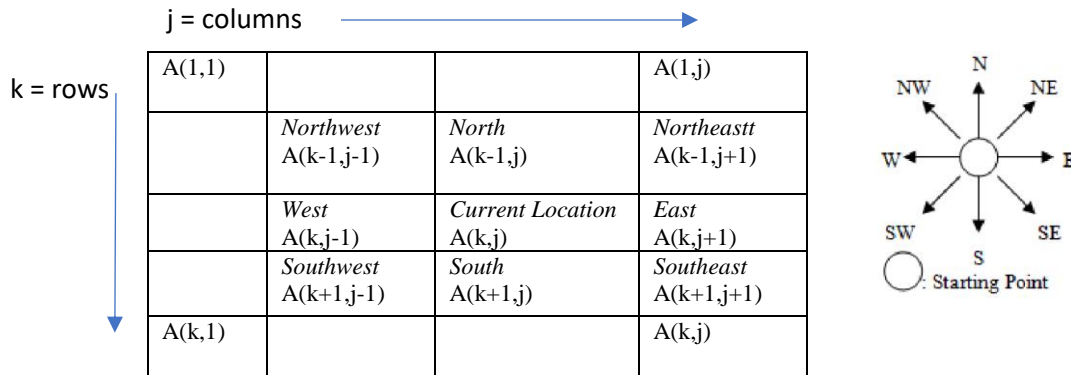 j = columns
k = rows
A(1,1)
A(1,j)
Northwest
A(k-1,j-1)
North
A(k-1,j)
Northeastt
A(k-1,j+1)
West
A(k,j-1)
Current Location
A(k,j)
East
A(k,j+1)
Southwest
A(k+1,j-1)
South
A(k+1,j)
Southeast
A(k+1,j+1)
A(k,1)
A(k,j)
N
NW
NE
W
E
SW
SE
S
: Starting Point